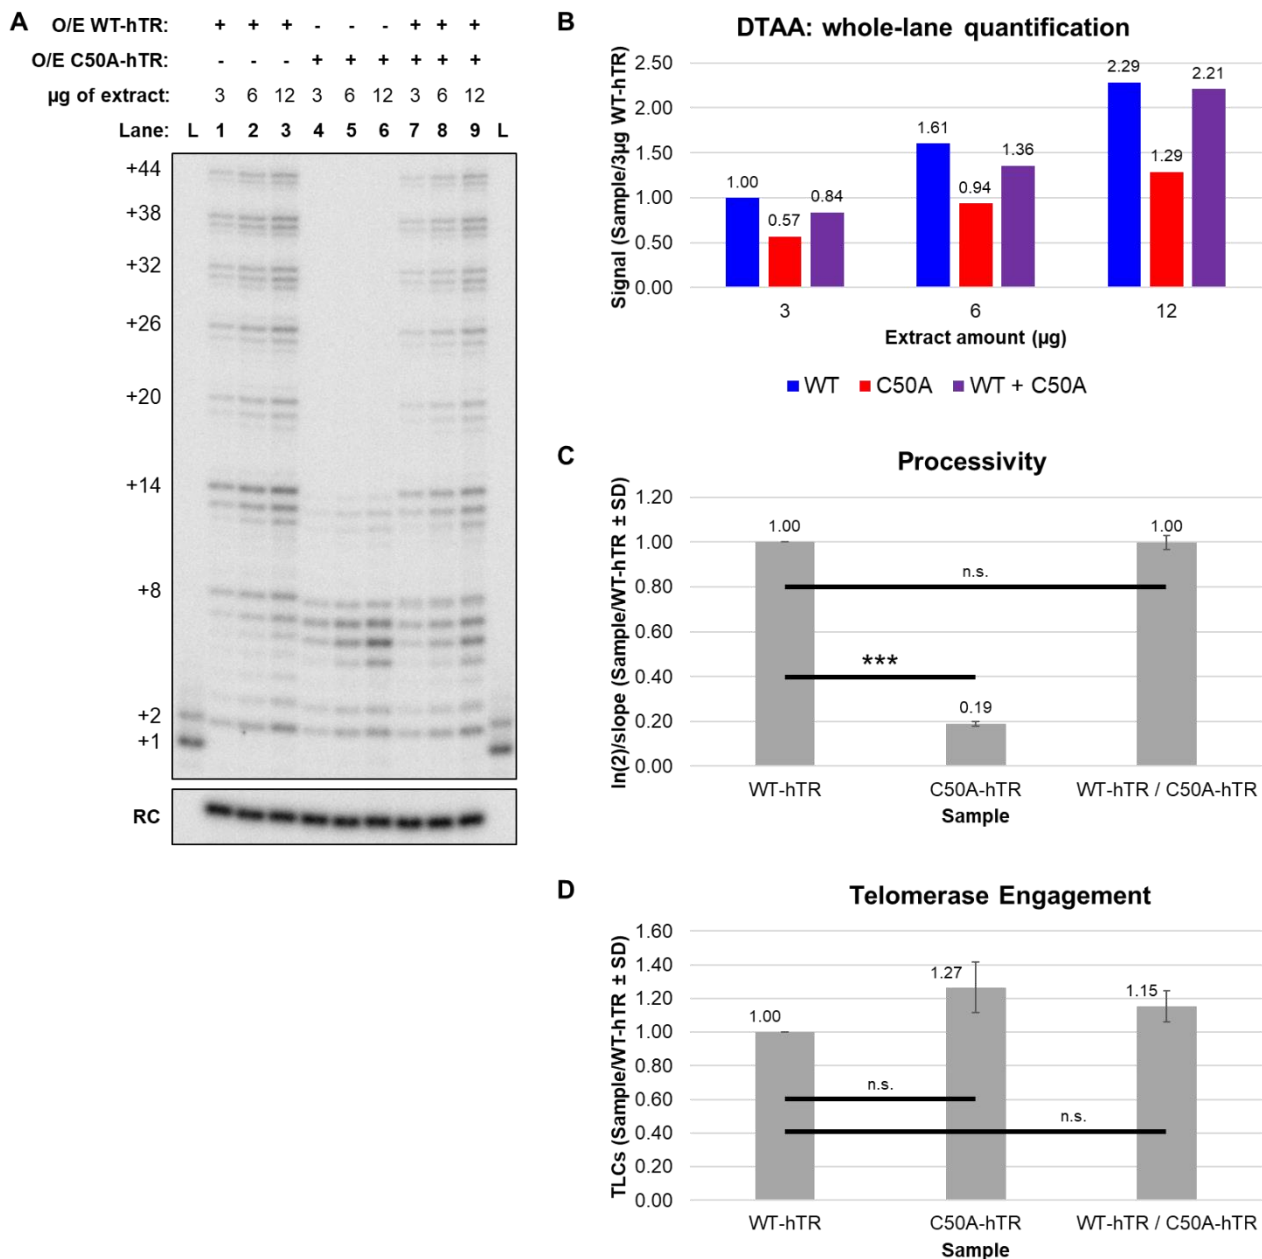 A
O/E WT-hTR: + + + - - - + + +
O/E C50A-hTR: - - - + + + + + +
µg of extract: 3 6 12 3 6 12 3 6 12
Lane: L 1 2 3 4 5 6 7 8 9 L
+44
+38
+32
+26
+20
+14
+8
+2
+1
RC
B
DTAA: whole-lane quantification
Signal (Sample/3µg WT-hTR)
2.50
2.00
1.50
1.00
0.50
0.00
1.00 0.57 0.84
1.61 0.94 1.36
2.29 1.29 2.21
3 6 12
Extract amount (µg)
WT C50A WT + C50A
C
Processivity
ln(2)/slope (Sample/WT-hTR ± SD)
1.20
1.00
0.80
0.60
0.40
0.20
0.00
1.00 0.19 1.00
n.s.
***
WT-hTR C50A-hTR WT-hTR / C50A-hTR
Sample
D
Telomerase Engagement
TLCs (Sample/WT-hTR ± SD)
1.60
1.40
1.20
1.00
0.80
0.60
0.40
0.20
0.00
1.00 1.27 1.15
n.s.
n.s.
WT-hTR C50A-hTR WT-hTR / C50A-hTR
Sample